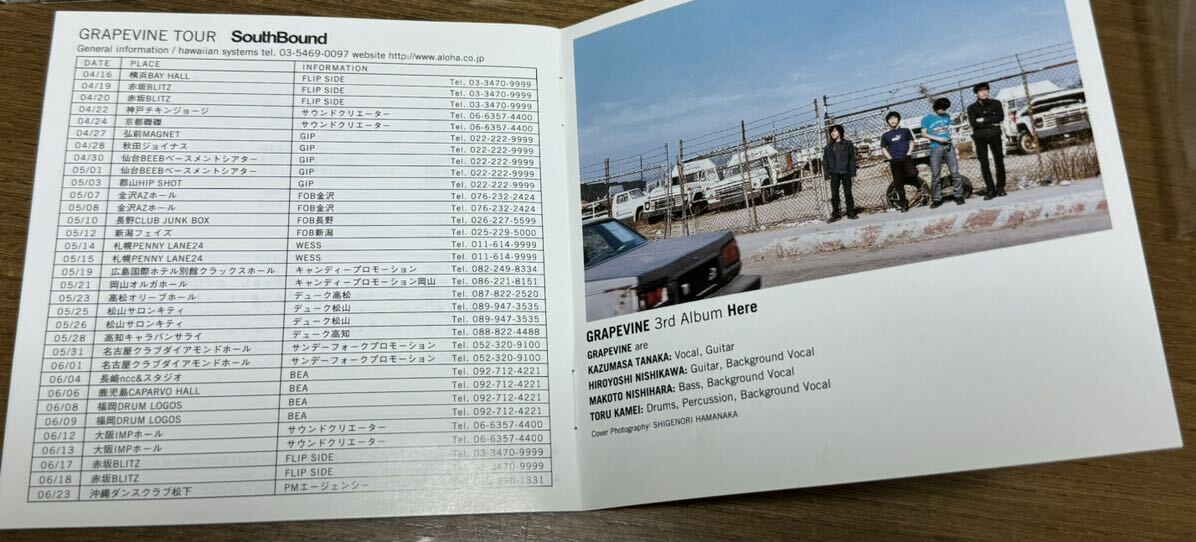 GRAPEVINE TOUR SouthBound
General information / hawaiian systems tel. 03-5469-0097 website http://www.aloha.co.jp
DATE PLACE INFORMATION
04/16 横浜BAY HALL FLIP SIDE Tel. 03-3470-9999
04/19 赤坂BLITZ FLIP SIDE Tel. 03-3470-9999
04/20 赤坂BLITZ FLIP SIDE Tel. 03-3470-9999
04/22 神戸チキンジョージ サウンドクリエーター Tel. 06-6357-4400
04/24 京都磔磔 サウンドクリエーター Tel. 06-6357-4400
04/27 弘前MAGNET GIP Tel. 022-222-9999
04/28 秋田ジョイナス GIP Tel. 022-222-9999
04/30 仙台BEEBベースメントシアター GIP Tel. 022-222-9999
05/01 仙台BEEBベースメントシアター GIP Tel. 022-222-9999
05/03 郡山HIP SHOT GIP Tel. 022-222-9999
05/07 金沢AZホール FOB金沢 Tel. 076-232-2424
05/08 金沢AZホール FOB金沢 Tel. 076-232-2424
05/10 長野CLUB JUNK BOX FOB長野 Tel. 026-227-5599
05/12 新潟フェイズ FOB新潟 Tel. 025-229-5000
05/14 札幌PENNY LANE24 WESS Tel. 011-614-9999
05/15 札幌PENNY LANE24 WESS Tel. 011-614-9999
05/19 広島国際ホテル別館クラックスホール キャンディープロモーション Tel. 082-249-8334
05/21 岡山オルガホール キャンディープロモーション岡山 Tel. 086-221-8151
05/23 高松オリーブホール デューク高松 Tel. 087-822-2520
05/25 松山サロンキティ デューク松山 Tel. 089-947-3535
05/26 松山サロンキティ デューク松山 Tel. 089-947-3535
05/28 高知キャラバンサライ デューク高知 Tel. 088-822-4488
05/31 名古屋クラブダイアモンドホール サンデーフォークプロモーション Tel. 052-320-9100
06/01 名古屋クラブダイアモンドホール サンデーフォークプロモーション Tel. 052-320-9100
06/04 長崎ncc&スタジオ BEA Tel. 092-712-4221
06/06 鹿児島CAPARVO HALL BEA Tel. 092-712-4221
06/08 福岡DRUM LOGOS BEA Tel. 092-712-4221
06/09 福岡DRUM LOGOS BEA Tel. 092-712-4221
06/12 大阪IMPホール サウンドクリエーター Tel. 06-6357-4400
06/13 大阪IMPホール サウンドクリエーター Tel. 06-6357-4400
06/17 赤坂BLITZ FLIP SIDE Tel. 03-3470-9999
06/18 赤坂BLITZ FLIP SIDE 3470-9999
06/23 沖縄ダンスクラブ松下 PMエージェンシー 898-1331
GRAPEVINE 3rd Album Here
GRAPEVINE are
KAZUMASA TANAKA: Vocal, Guitar
HIROYOSHI NISHIKAWA: Guitar, Background Vocal
MAKOTO NISHIHARA: Bass, Background Vocal
TORU KAMEI: Drums, Percussion, Background Vocal
Cover Photography: SHIGENORI HAMANAKA